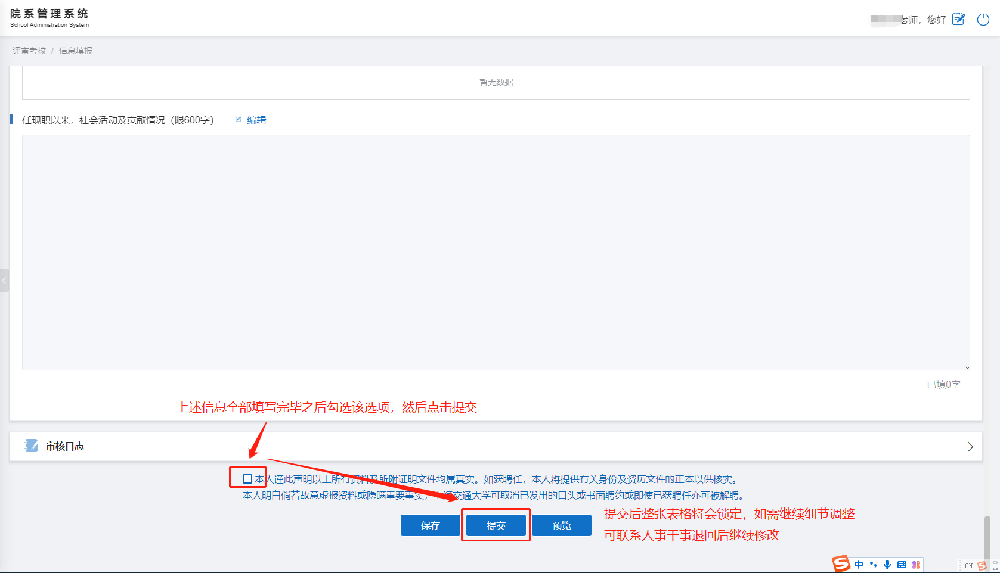 院系管理系统
School Administration System
老师，您好
评审考核 / 信息填报
暂无数据
任现职以来，社会活动及贡献情况（限600字） 编辑
已填0字
上述信息全部填写完毕之后勾选该选项，然后点击提交
审核日志
本人谨此声明以上所有资料及所附证明文件均属真实。如获聘任，本人将提供有关身份及资历文件的正本以供核实。
本人明白倘若故意虚报资料或隐瞒重要事实，上海交通大学可取消已发出的口头或书面聘约或即使已获聘任亦可被解聘。
保存 提交 预览
提交后整张表格将会锁定，如需继续细节调整
可联系人事干事退回后继续修改
中
CH